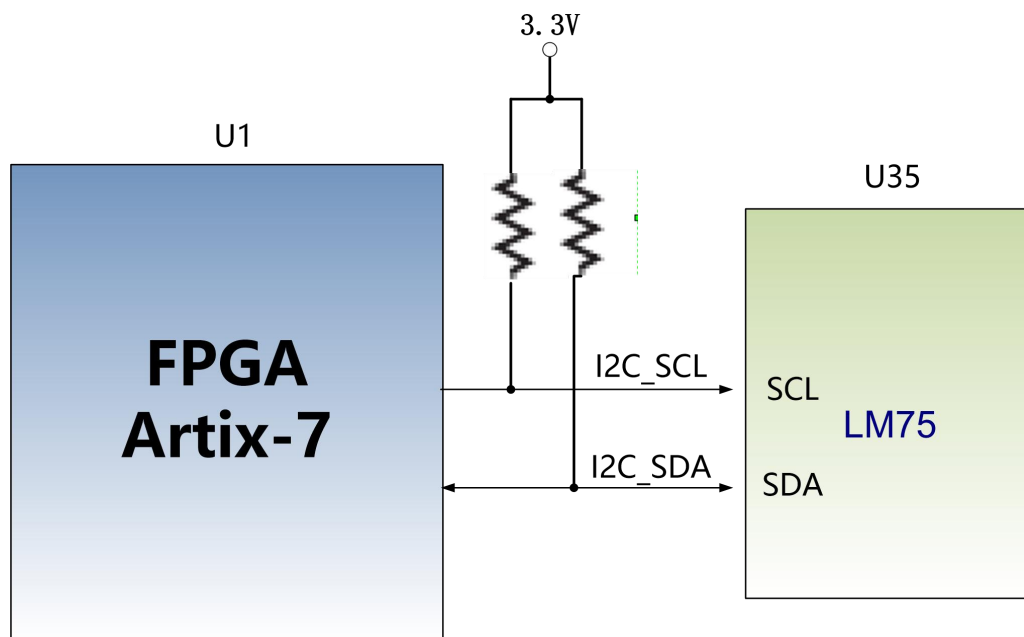 3.3V
U1
U35
FPGA
Artix-7
I2C_SCL
SCL
LM75
I2C_SDA
SDA